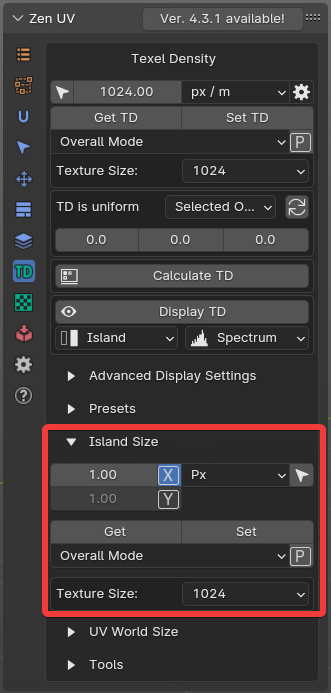 Zen UV Ver. 4.3.1 available!
Texel Density
1024.00 px / m
Get TD Set TD
Overall Mode P
Texture Size: 1024
TD is uniform Selected O...
0.0 0.0 0.0
TD Calculate TD
Display TD
Island Spectrum
Advanced Display Settings
Presets
Island Size
1.00 X Px
1.00 Y
Get Set
Overall Mode P
Texture Size: 1024
UV World Size
Tools